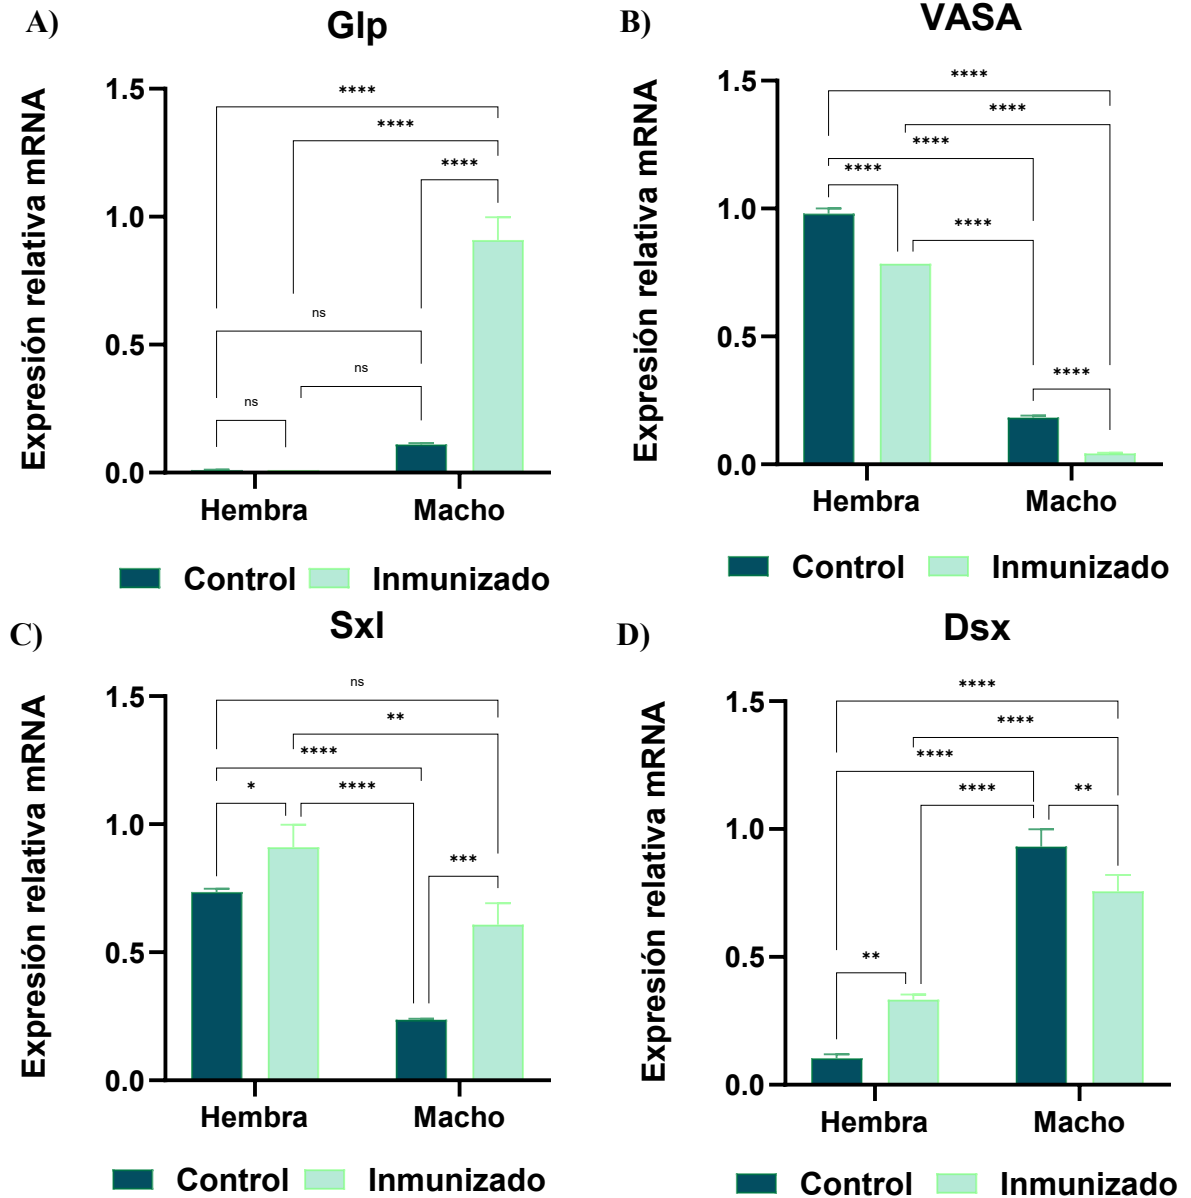 A)
Glp
Expresión relativa mRNA
1.5
1.0
0.5
0.0
****
****
****
ns
ns
ns
Hembra
Macho
Control
Inmunizado
B)
VASA
Expresión relativa mRNA
1.5
1.0
0.5
0.0
****
****
****
****
****
****
Hembra
Macho
Control
Inmunizado
C)
Sxl
Expresión relativa mRNA
1.5
1.0
0.5
0.0
ns
**
****
*
****
***
Hembra
Macho
Control
Inmunizado
D)
Dsx
Expresión relativa mRNA
1.5
1.0
0.5
0.0
****
****
****
****
**
**
Hembra
Macho
Control
Inmunizado